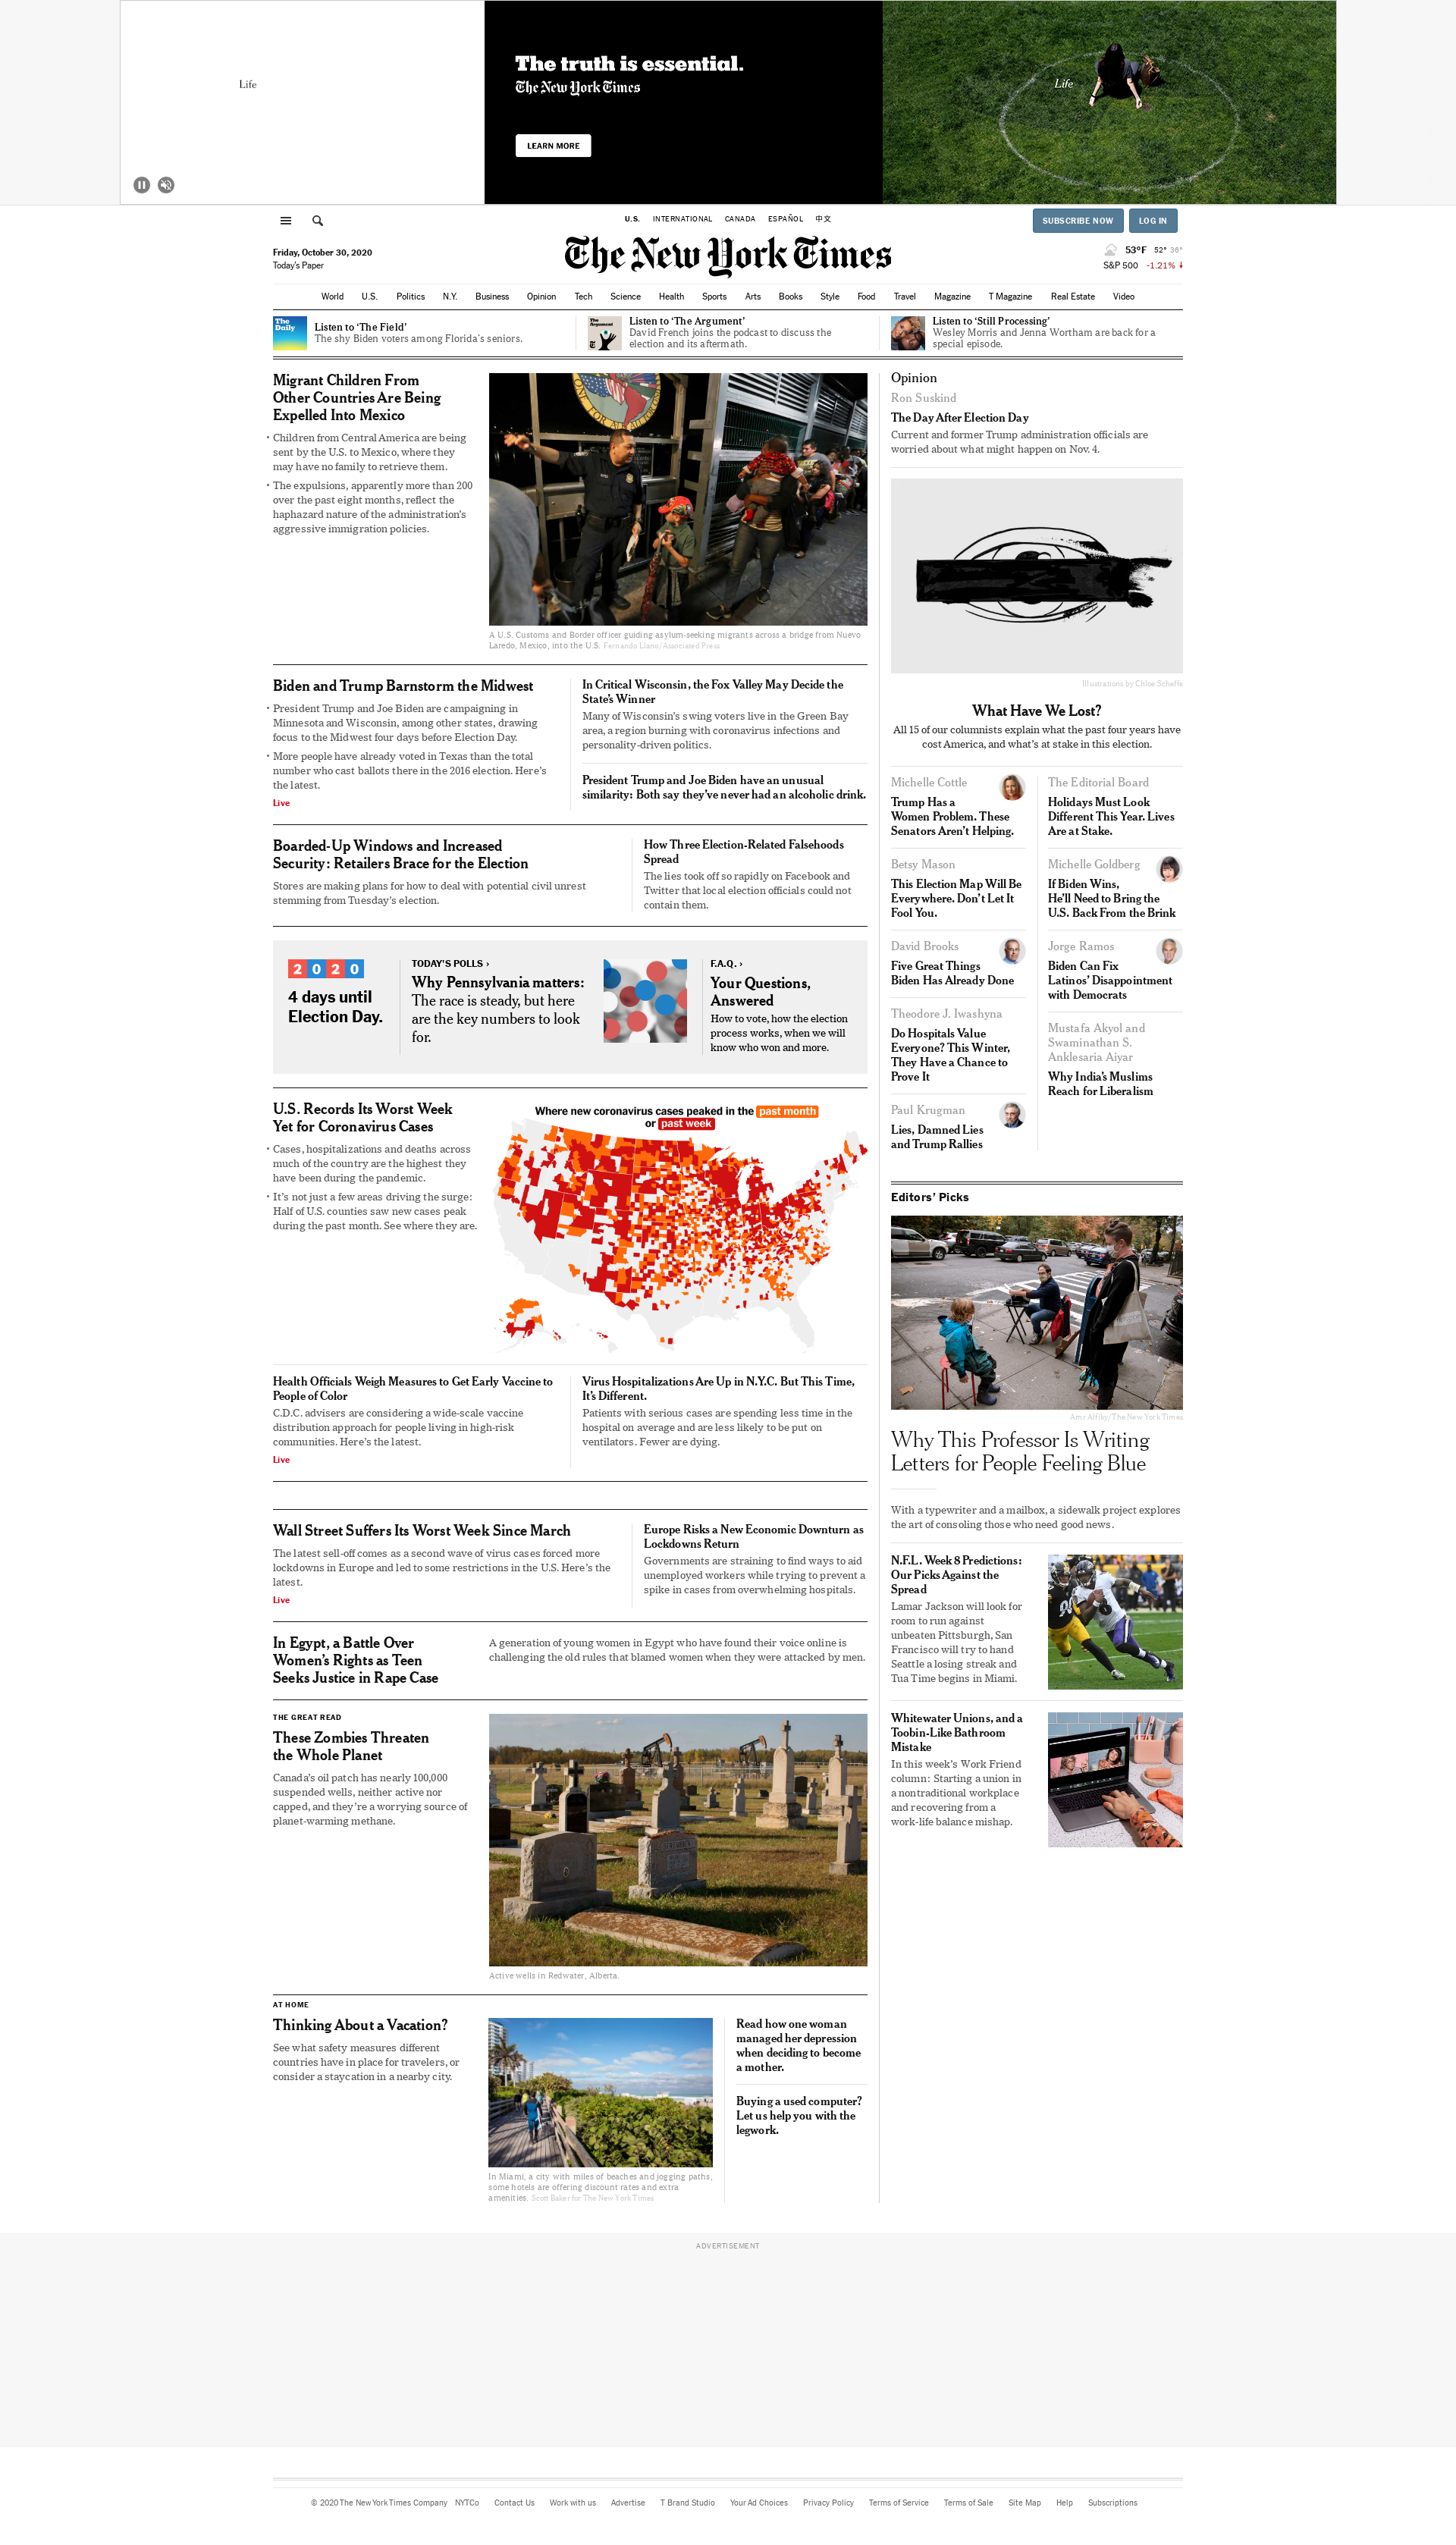 Life
The truth is essential.
The New York Times
LEARN MORE
Life
U.S. INTERNATIONAL CANADA ESPAÑOL 中文
SUBSCRIBE NOW LOG IN
Friday, October 30, 2020
Today's Paper
The New York Times
53°F 52° 36°
S&P 500 -1.21%
World U.S. Politics N.Y. Business Opinion Tech Science Health Sports Arts Books Style Food Travel Magazine T Magazine Real Estate Video
The
Daily
Listen to ‘The Field’
The shy Biden voters among Florida's seniors.
The
Argument
Listen to ‘The Argument’
David French joins the podcast to discuss the
election and its aftermath.
Listen to ‘Still Processing’
Wesley Morris and Jenna Wortham are back for a
special episode.
Migrant Children From
Other Countries Are Being
Expelled Into Mexico
• Children from Central America are being
sent by the U.S. to Mexico, where they
may have no family to retrieve them.
• The expulsions, apparently more than 200
over the past eight months, reflect the
haphazard nature of the administration's
aggressive immigration policies.
A U.S. Customs and Border officer guiding asylum-seeking migrants across a bridge from Nuevo
Laredo, Mexico, into the U.S. Fernando Llano/Associated Press
Biden and Trump Barnstorm the Midwest
• President Trump and Joe Biden are campaigning in
Minnesota and Wisconsin, among other states, drawing
focus to the Midwest four days before Election Day.
• More people have already voted in Texas than the total
number who cast ballots there in the 2016 election. Here's
the latest.
Live
In Critical Wisconsin, the Fox Valley May Decide the
State's Winner
Many of Wisconsin's swing voters live in the Green Bay
area, a region burning with coronavirus infections and
personality-driven politics.
President Trump and Joe Biden have an unusual
similarity: Both say they've never had an alcoholic drink.
Boarded-Up Windows and Increased
Security: Retailers Brace for the Election
Stores are making plans for how to deal with potential civil unrest
stemming from Tuesday's election.
How Three Election-Related Falsehoods
Spread
The lies took off so rapidly on Facebook and
Twitter that local election officials could not
contain them.
2020
4 days until
Election Day.
TODAY'S POLLS ›
Why Pennsylvania matters:
The race is steady, but here
are the key numbers to look
for.
F.A.Q. ›
Your Questions,
Answered
How to vote, how the election
process works, when we will
know who won and more.
U.S. Records Its Worst Week
Yet for Coronavirus Cases
• Cases, hospitalizations and deaths across
much of the country are the highest they
have been during the pandemic.
• It's not just a few areas driving the surge:
Half of U.S. counties saw new cases peak
during the past month. See where they are.
Where new coronavirus cases peaked in the past month
or past week
Health Officials Weigh Measures to Get Early Vaccine to
People of Color
C.D.C. advisers are considering a wide-scale vaccine
distribution approach for people living in high-risk
communities. Here's the latest.
Live
Virus Hospitalizations Are Up in N.Y.C. But This Time,
It's Different.
Patients with serious cases are spending less time in the
hospital on average and are less likely to be put on
ventilators. Fewer are dying.
Wall Street Suffers Its Worst Week Since March
The latest sell-off comes as a second wave of virus cases forced more
lockdowns in Europe and led to some restrictions in the U.S. Here's the
latest.
Live
Europe Risks a New Economic Downturn as
Lockdowns Return
Governments are straining to find ways to aid
unemployed workers while trying to prevent a
spike in cases from overwhelming hospitals.
In Egypt, a Battle Over
Women's Rights as Teen
Seeks Justice in Rape Case
A generation of young women in Egypt who have found their voice online is
challenging the old rules that blamed women when they were attacked by men.
THE GREAT READ
These Zombies Threaten
the Whole Planet
Canada's oil patch has nearly 100,000
suspended wells, neither active nor
capped, and they're a worrying source of
planet-warming methane.
Active wells in Redwater, Alberta.
AT HOME
Thinking About a Vacation?
See what safety measures different
countries have in place for travelers, or
consider a staycation in a nearby city.
In Miami, a city with miles of beaches and jogging paths,
some hotels are offering discount rates and extra
amenities. Scott Baker for The New York Times
Read how one woman
managed her depression
when deciding to become
a mother.
Buying a used computer?
Let us help you with the
legwork.
Opinion
Ron Suskind
The Day After Election Day
Current and former Trump administration officials are
worried about what might happen on Nov. 4.
Illustrations by Chloe Scheffe
What Have We Lost?
All 15 of our columnists explain what the past four years have
cost America, and what's at stake in this election.
Michelle Cottle
Trump Has a
Women Problem. These
Senators Aren't Helping.
Betsy Mason
This Election Map Will Be
Everywhere. Don't Let It
Fool You.
David Brooks
Five Great Things
Biden Has Already Done
Theodore J. Iwashyna
Do Hospitals Value
Everyone? This Winter,
They Have a Chance to
Prove It
Paul Krugman
Lies, Damned Lies
and Trump Rallies
The Editorial Board
Holidays Must Look
Different This Year. Lives
Are at Stake.
Michelle Goldberg
If Biden Wins,
He'll Need to Bring the
U.S. Back From the Brink
Jorge Ramos
Biden Can Fix
Latinos' Disappointment
with Democrats
Mustafa Akyol and
Swaminathan S.
Anklesaria Aiyar
Why India's Muslims
Reach for Liberalism
Editors' Picks
Amr Alfiky/The New York Times
Why This Professor Is Writing
Letters for People Feeling Blue
With a typewriter and a mailbox, a sidewalk project explores
the art of consoling those who need good news.
N.F.L. Week 8 Predictions:
Our Picks Against the
Spread
Lamar Jackson will look for
room to run against
unbeaten Pittsburgh, San
Francisco will try to hand
Seattle a losing streak and
Tua Time begins in Miami.
Whitewater Unions, and a
Toobin-Like Bathroom
Mistake
In this week's Work Friend
column: Starting a union in
a nontraditional workplace
and recovering from a
work-life balance mishap.
ADVERTISEMENT
© 2020 The New York Times Company NYTCo Contact Us Work with us Advertise T Brand Studio Your Ad Choices Privacy Policy Terms of Service Terms of Sale Site Map Help Subscriptions